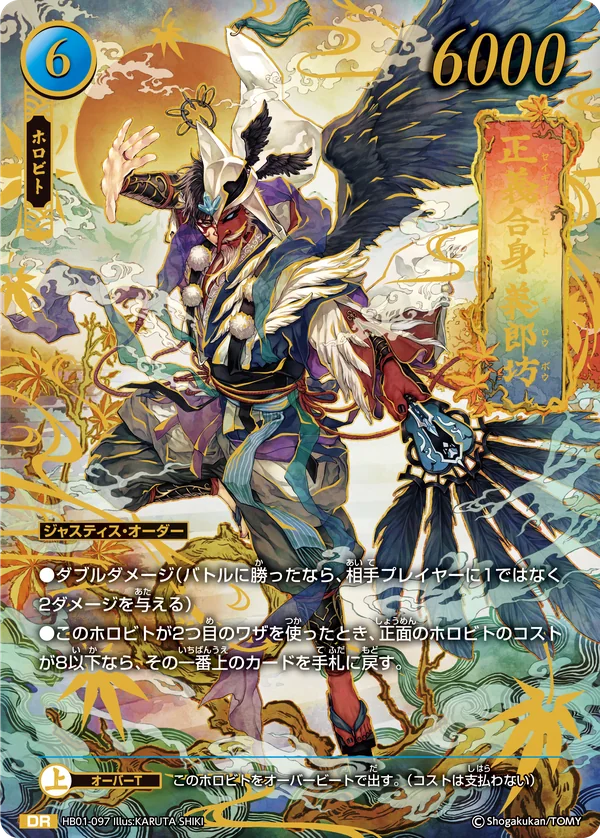 6
6000
ホロビト
正義合身 義郎坊
ジャスティス・オーダー
●ダブルダメージ(バトルに勝ったなら、相手プレイヤーに1ではなく
2ダメージを与える)
●このホロビトが2つ目のワザを使ったとき、正面のホロビトのコスト
が8以下なら、その一番上のカードを手札に戻す。
上 オーバーT このホロビトをオーバービートで出す。(コストは支払わない)
DR HB01-097 Illus:KARUTA SHIKI
© Shogakukan/TOMY